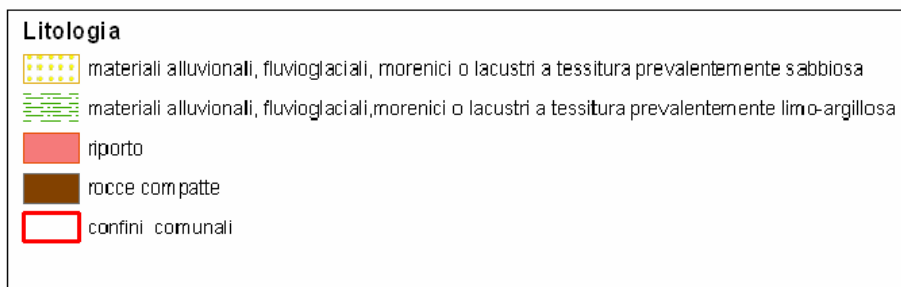 Litologia
materiali alluvionali, fluvioglaciali, morenici o lacustri a tessitura prevalentemente sabbiosa
materiali alluvionali, fluvioglaciali,morenici o lacustri a tessitura prevalentemente limo-argillosa
riporto
rocce compatte
confini comunali